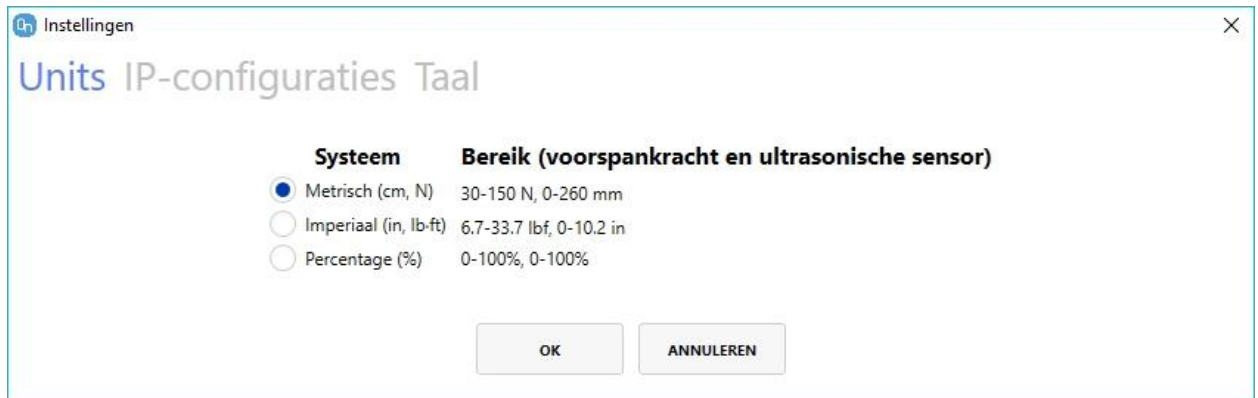 Instellingen
Units IP-configuraties Taal
Systeem Bereik (voorspankracht en ultrasonische sensor)
Metrisch (cm, N) 30-150 N, 0-260 mm
Imperiaal (in, lb·ft) 6.7-33.7 lbf, 0-10.2 in
Percentage (%) 0-100%, 0-100%
OK ANNULEREN